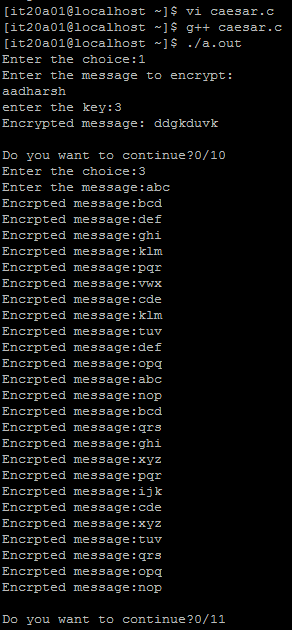 [it20a01@localhost ~]$ vi caesar.c
[it20a01@localhost ~]$ g++ caesar.c
[it20a01@localhost ~]$ ./a.out
Enter the choice:1
Enter the message to encrypt:
aadharsh
enter the key:3
Encrypted message: ddgkduvk
Do you want to continue?0/10
Enter the choice:3
Enter the message:abc
Encrpted message:bcd
Encrpted message:def
Encrpted message:ghi
Encrpted message:klm
Encrpted message:pqr
Encrpted message:vwx
Encrpted message:cde
Encrpted message:klm
Encrpted message:tuv
Encrpted message:def
Encrpted message:opq
Encrpted message:abc
Encrpted message:nop
Encrpted message:bcd
Encrpted message:qrs
Encrpted message:ghi
Encrpted message:xyz
Encrpted message:pqr
Encrpted message:ijk
Encrpted message:cde
Encrpted message:xyz
Encrpted message:tuv
Encrpted message:qrs
Encrpted message:opq
Encrpted message:nop
Do you want to continue?0/11